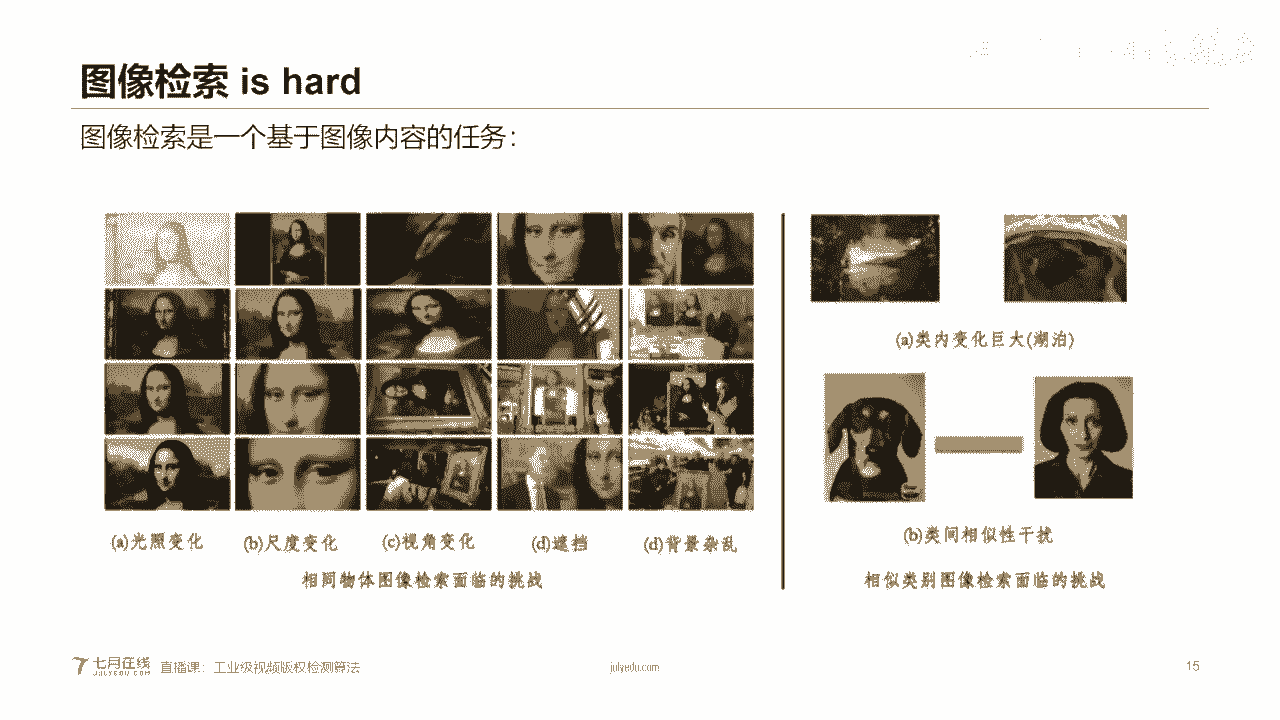 图像检索 is hard
图像检索是一个基于图像内容的任务：
(a)类内变化巨大(湖泊)
(a)光照变化
(b)尺度变化
(c)视角变化
(d)遮挡
(d)背景杂乱
(b)类间相似性干扰
相同物体图像检索面临的挑战
相似类别图像检索面临的挑战
七月在线
JULYEDU.COM
直播课：工业级视频版权检测算法
julyedu.com
15